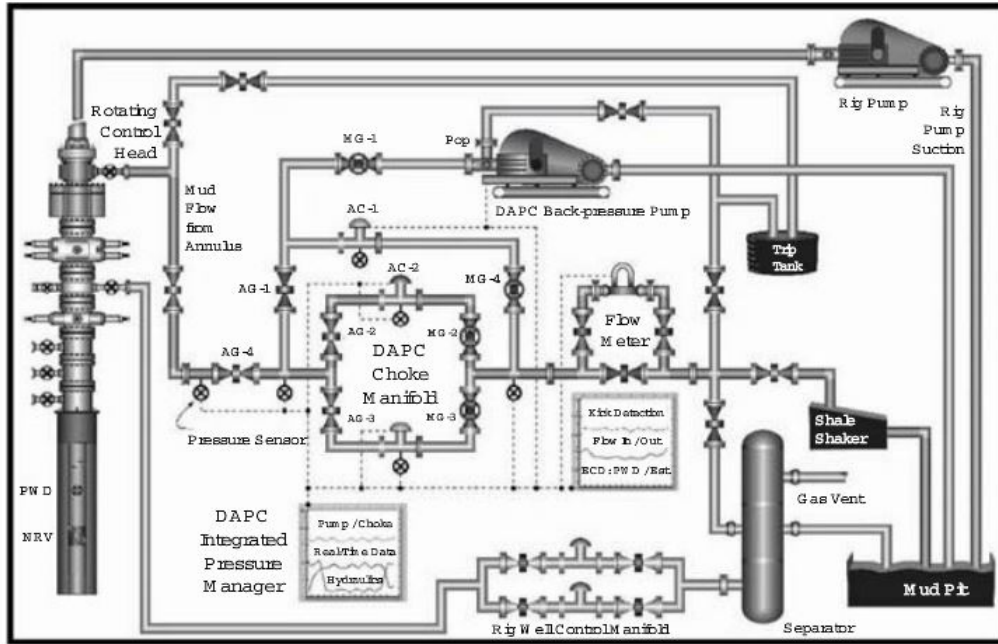 Rig Pump
Rig
Pump
Suction
Rotating
Control
Head
MG-1
Pop
DAPC Back-pressure Pump
Mud
Flow
from
Annulus
AC-1
Trip
Tank
AC-2
AG-1
MG-4
AG-2
MG-2
Flow
Meter
DAPC
Choke
Manifold
AG-4
AG-3
MG-3
Pressure Sensor
Kick Detection
Flow In/Out
ECD: PWD/Est.
Shale
Shaker
Gas Vent
PWD
NRV
DAPC
Integrated
Pressure
Manager
Pump/Choke
Real/Time Data
Hydraulics
Mud Pit
Rig Well Control Manifold
Separator